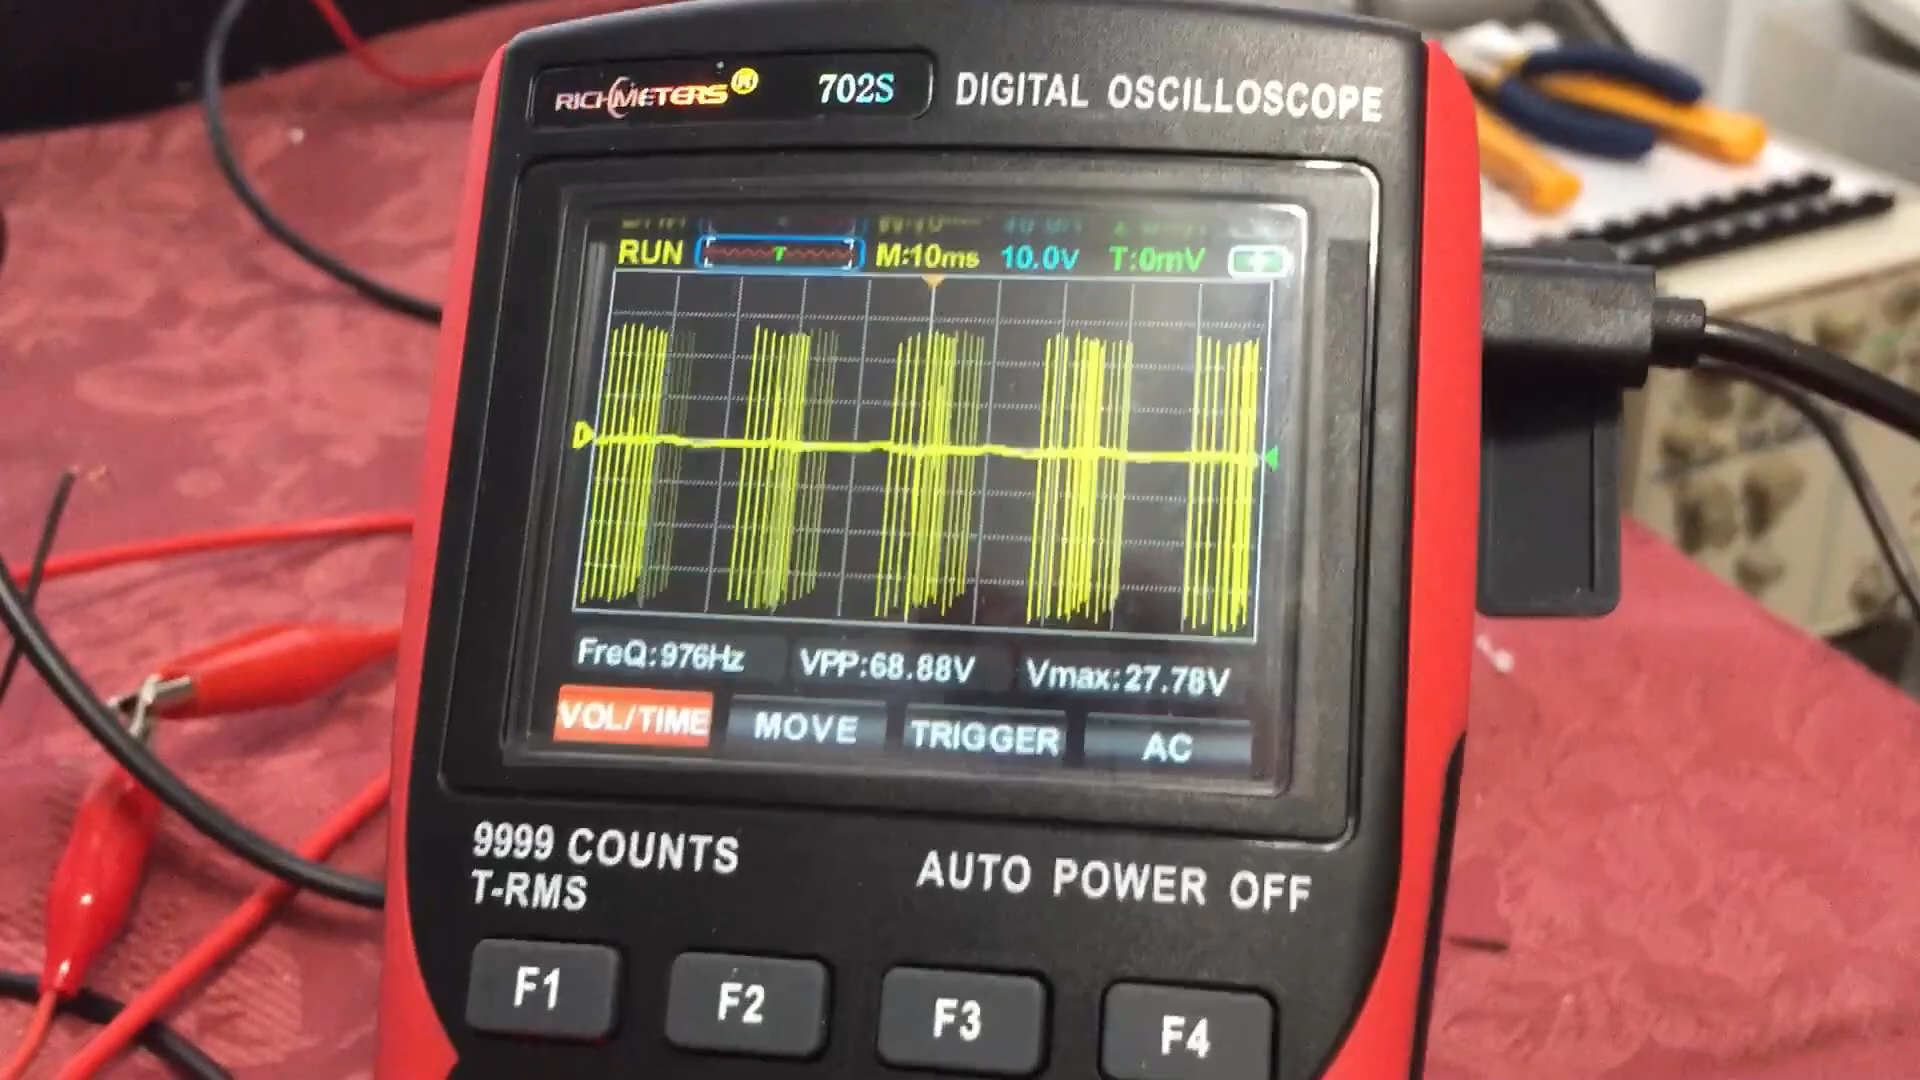 RICHMETERS® 702S DIGITAL OSCILLOSCOPE
RUN T M:10ms 10.0V T:0mV
FreQ:976Hz VPP:68.88V Vmax:27.78V
VOL/TIME MOVE TRIGGER AC
9999 COUNTS
T-RMS
AUTO POWER OFF
F1 F2 F3 F4